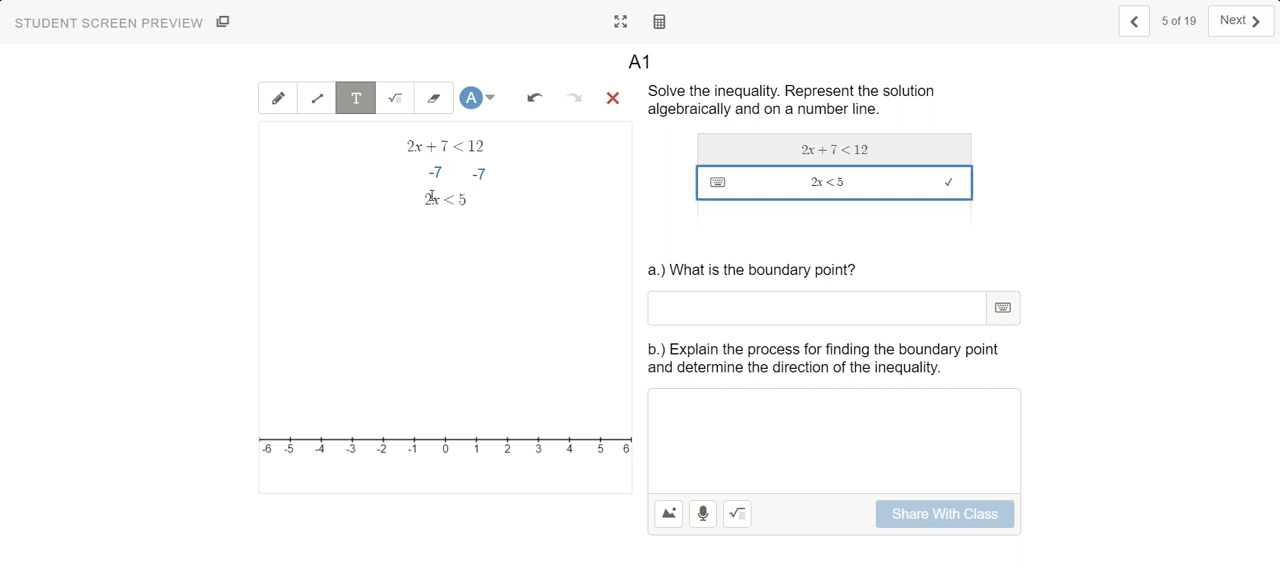 STUDENT SCREEN PREVIEW
5 of 19
Next
A1
T
√
A
2x + 7 < 12
-7 -7
2x < 5
-6 -5 -4 -3 -2 -1 0 1 2 3 4 5 6
Solve the inequality. Represent the solution
algebraically and on a number line.
2x + 7 < 12
2x < 5
a.) What is the boundary point?
b.) Explain the process for finding the boundary point
and determine the direction of the inequality.
√
Share With Class